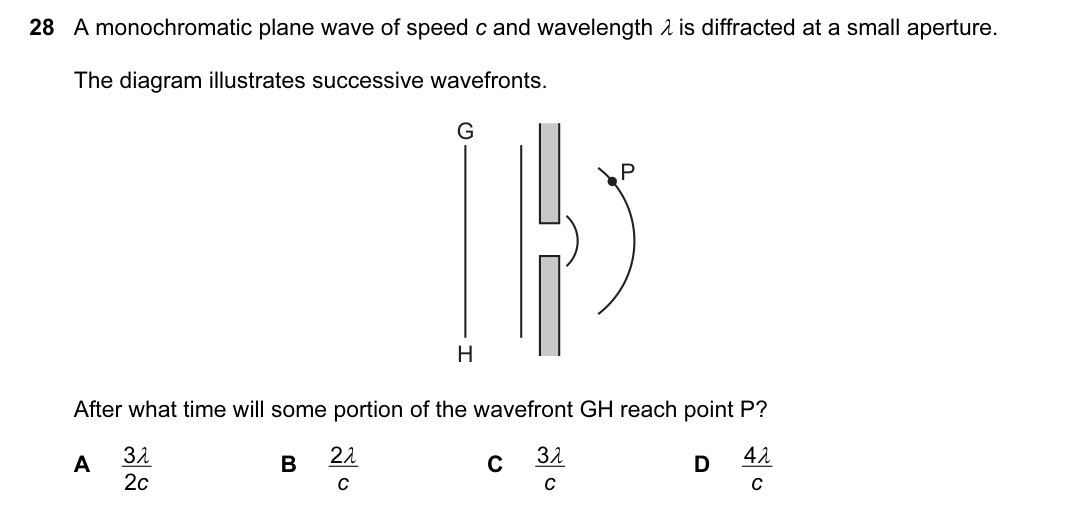 28 A monochromatic plane wave of speed c and wavelength λ is diffracted at a small aperture.
The diagram illustrates successive wavefronts.
G
P
H
After what time will some portion of the wavefront GH reach point P?
A 3λ/2c B 2λ/c C 3λ/c D 4λ/c